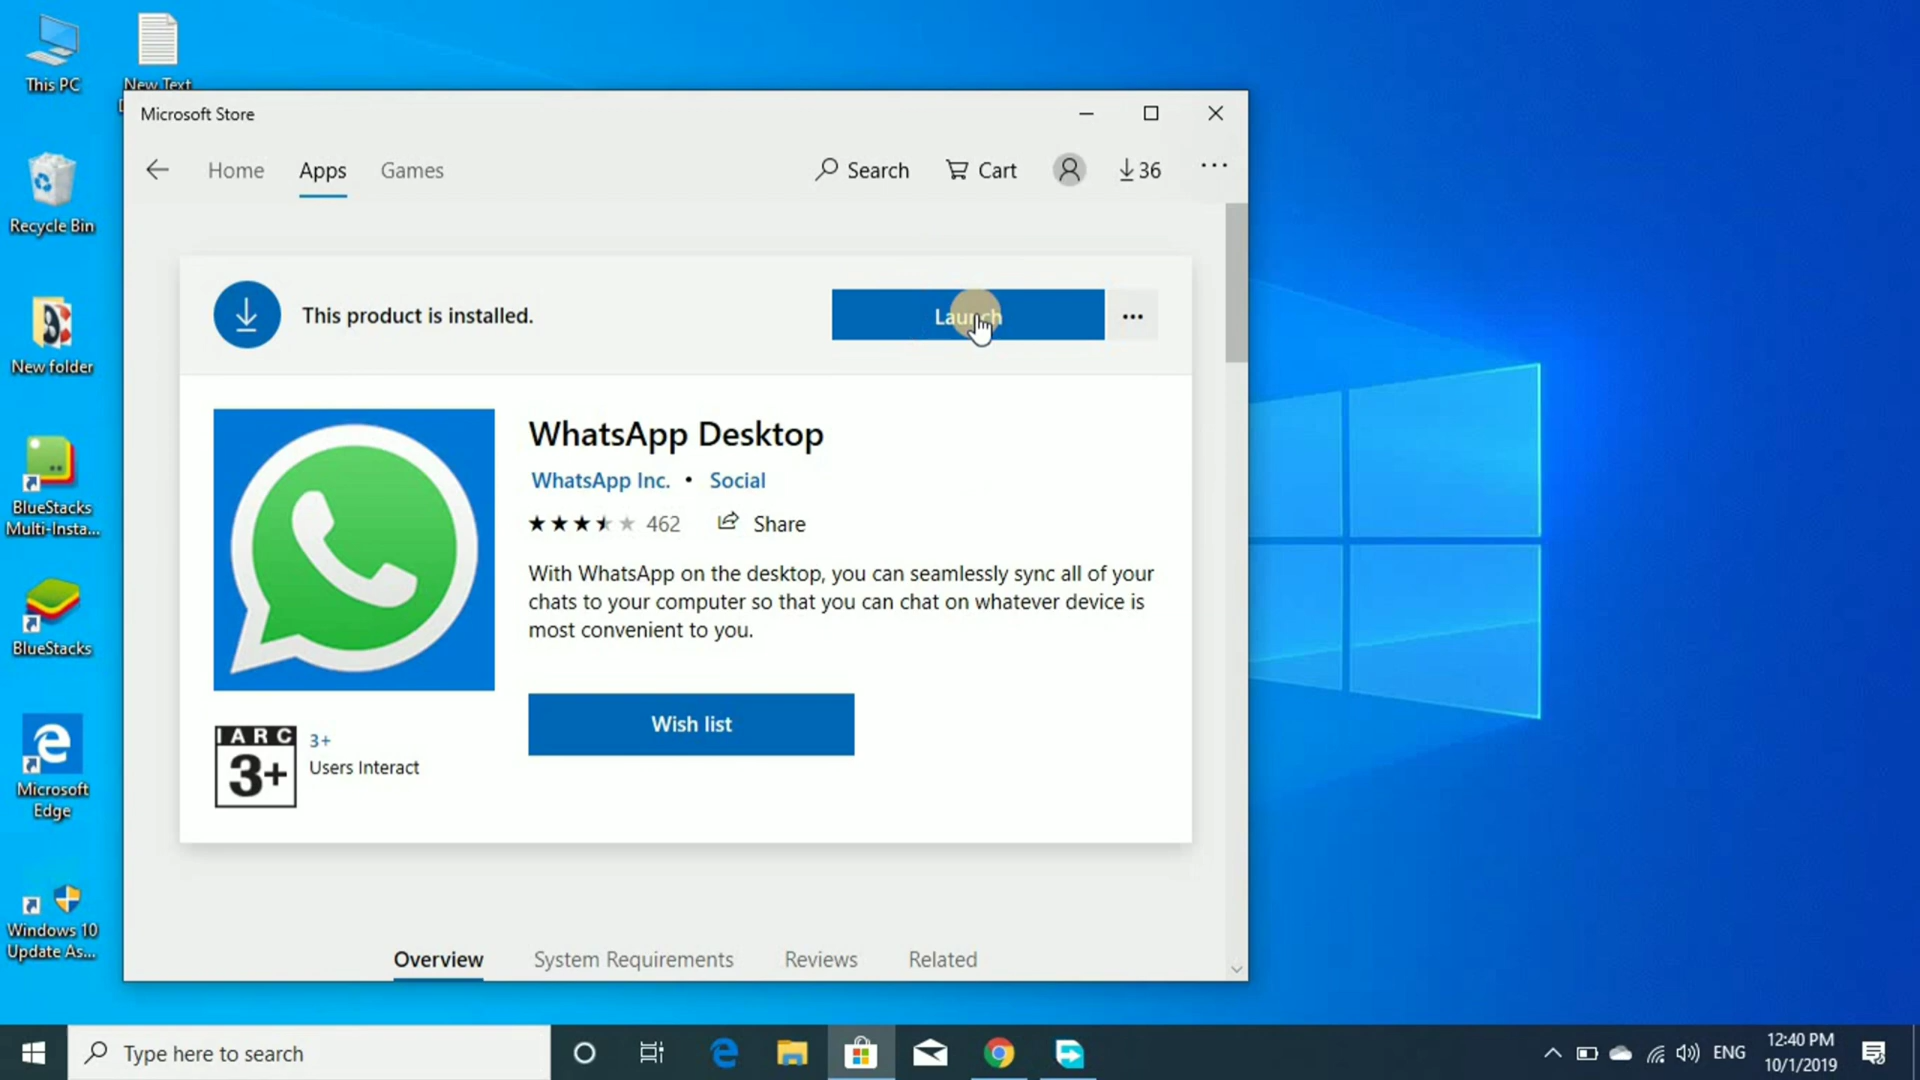 This PC
New Text
Recycle Bin
New folder
BlueStacks
Multi-Insta...
BlueStacks
Microsoft
Edge
Windows 10
Update As...
Microsoft Store
Home
Apps
Games
Search
Cart
36
This product is installed.
Launch
WhatsApp Desktop
WhatsApp Inc. • Social
462
Share
With WhatsApp on the desktop, you can seamlessly sync all of your
chats to your computer so that you can chat on whatever device is
most convenient to you.
Wish list
IARC
3+
3+
Users Interact
Overview
System Requirements
Reviews
Related
Type here to search
ENG
12:40 PM
10/1/2019